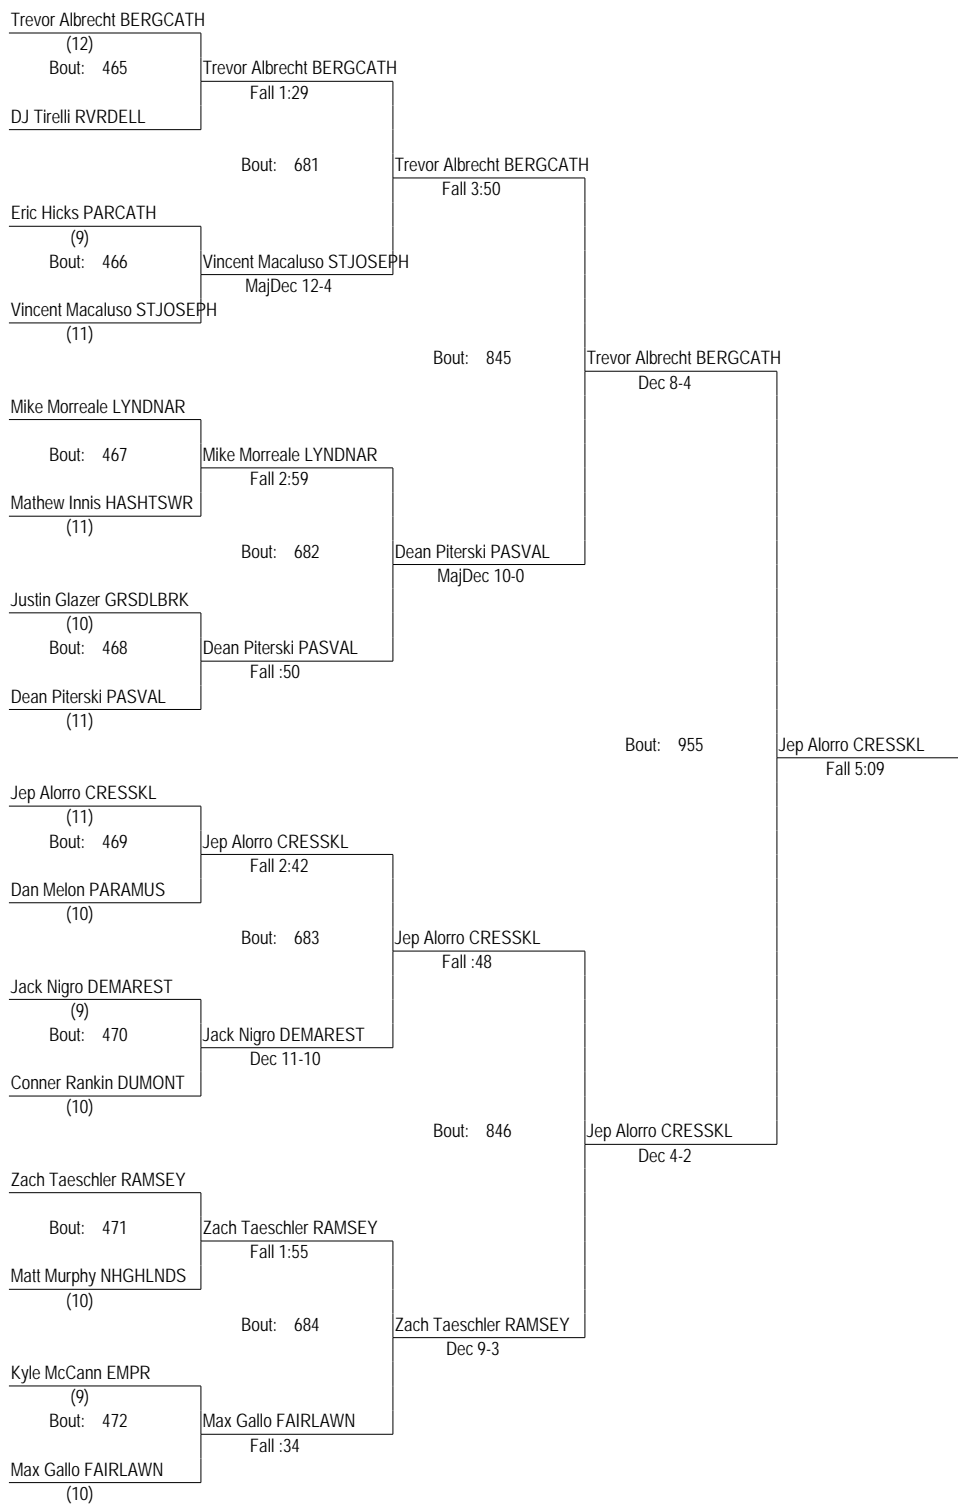 Trevor Albrecht BERGCATH
(12)
Bout: 465
Trevor Albrecht BERGCATH
Fall 1:29
DJ Tirelli RVRDELL
Bout: 681
Trevor Albrecht BERGCATH
Fall 3:50
Eric Hicks PARCATH
(9)
Bout: 466
Vincent Macaluso STJOSEPH
MajDec 12-4
Vincent Macaluso STJOSEPH
(11)
Bout: 845
Trevor Albrecht BERGCATH
Dec 8-4
Mike Morreale LYNDNAR
Bout: 467
Mike Morreale LYNDNAR
Fall 2:59
Mathew Innis HASHTSWR
(11)
Bout: 682
Dean Piterski PASVAL
MajDec 10-0
Justin Glazer GRSDLBRK
(10)
Bout: 468
Dean Piterski PASVAL
Fall :50
Dean Piterski PASVAL
(11)
Bout: 955
Jep Alorro CRESSKL
Fall 5:09
Jep Alorro CRESSKL
(11)
Bout: 469
Jep Alorro CRESSKL
Fall 2:42
Dan Melon PARAMUS
(10)
Bout: 683
Jep Alorro CRESSKL
Fall :48
Jack Nigro DEMAREST
(9)
Bout: 470
Jack Nigro DEMAREST
Dec 11-10
Conner Rankin DUMONT
(10)
Bout: 846
Jep Alorro CRESSKL
Dec 4-2
Zach Taeschler RAMSEY
Bout: 471
Zach Taeschler RAMSEY
Fall 1:55
Matt Murphy NHGHLNDS
(10)
Bout: 684
Zach Taeschler RAMSEY
Dec 9-3
Kyle McCann EMPR
(9)
Bout: 472
Max Gallo FAIRLAWN
Fall :34
Max Gallo FAIRLAWN
(10)